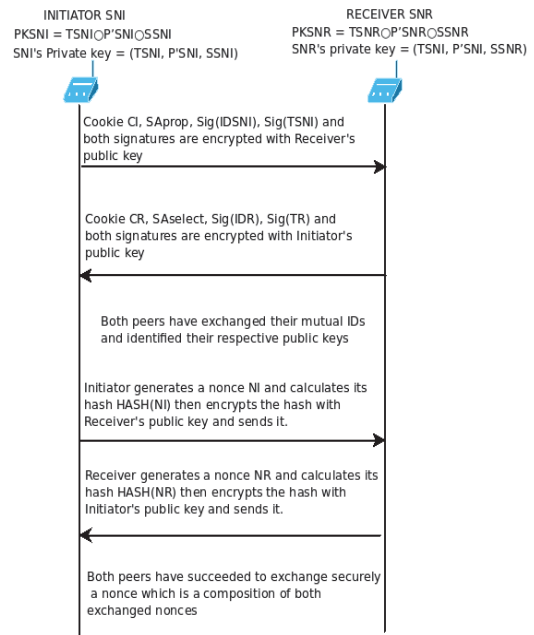 INITIATOR SNI
PKSNI = TSNI○P’SNI○SSNI
SNI's Private key = (TSNI, P'SNI, SSNI)
RECEIVER SNR
PKSNR = TSNR○P’SNR○SSNR
SNR's private key = (TSNI, P’SNI, SSNR)
Cookie CI, SAprop, Sig(IDSNI), Sig(TSNI) and
both signatures are encrypted with Receiver's
public key
Cookie CR, SAselect, Sig(IDR), Sig(TR) and
both signatures are encrypted with Initiator's
public key
Both peers have exchanged their mutual IDs
and identified their respective public keys
Initiator generates a nonce NI and calculates its
hash HASH(NI) then encrypts the hash with
Receiver's public key and sends it.
Receiver generates a nonce NR and calculates its
hash HASH(NR) then encrypts the hash with
Initiator's public key and sends it.
Both peers have succeeded to exchange securely
a nonce which is a composition of both
exchanged nonces